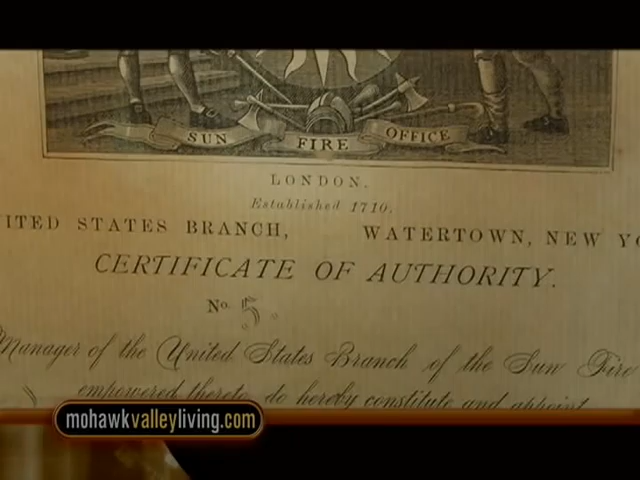 SUN FIRE OFFICE
LONDON.
Established 1710.
UNITED STATES BRANCH, WATERTOWN, NEW YO
CERTIFICATE OF AUTHORITY.
No. 5.
Manager of the United States Branch of the Sun Fire
empowered thereto do hereby constitute and appoint
mohawkvalleyliving.com